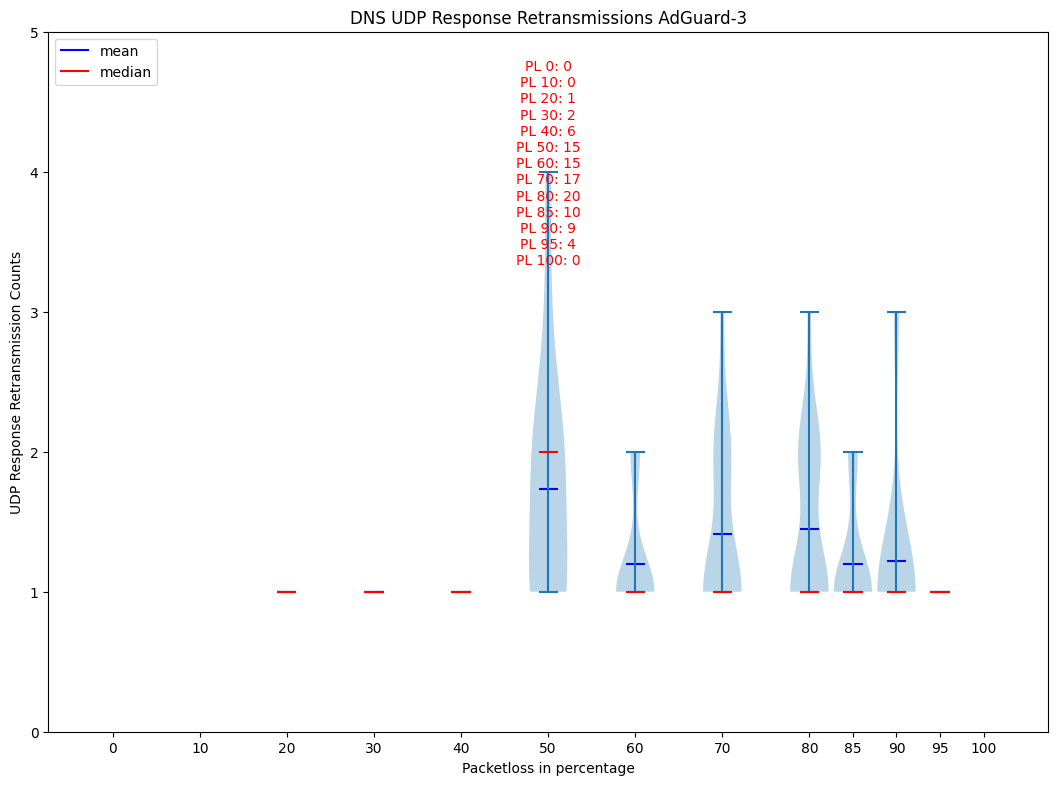 DNS UDP Response Retransmissions AdGuard-3
mean
median
PL 0: 0
PL 10: 0
PL 20: 1
PL 30: 2
PL 40: 6
PL 50: 15
PL 60: 15
PL 70: 17
PL 80: 20
PL 85: 10
PL 90: 9
PL 95: 4
PL 100: 0
UDP Response Retransmission Counts
5
4
3
2
1
0
0 10 20 30 40 50 60 70 80 85 90 95 100
Packetloss in percentage